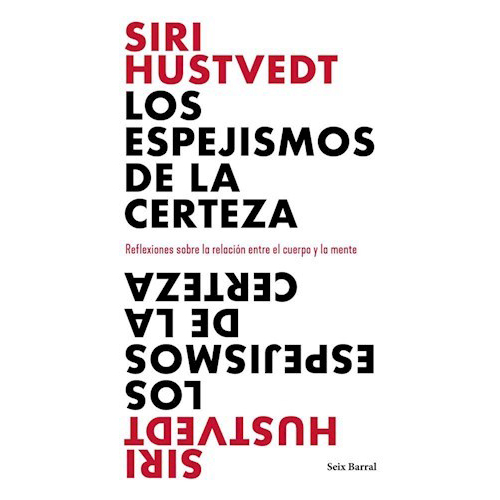 SIRI
HUSTVEDT
LOS
ESPEJISMOS
DE LA
CERTEZA
Reflexiones sobre la relación entre el cuerpo y la mente
CERTEZA
DE LA
ESPEJISMOS
LOS
HUSTVEDT
SIRI
Seix Barral